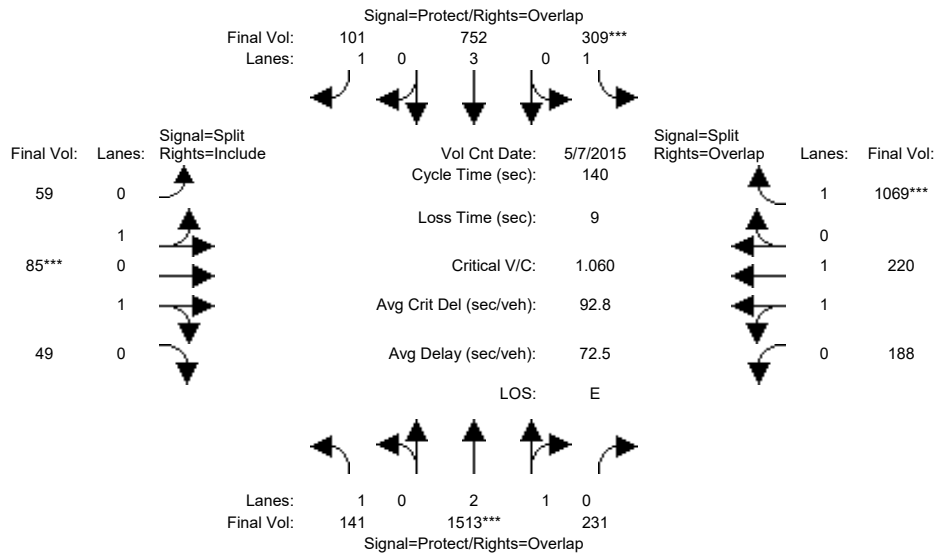 Signal=Protect/Rights=Overlap
Final Vol: 101 752 309***
Lanes: 1 0 3 0 1
Signal=Split Signal=Split
Final Vol: Lanes: Rights=Include Vol Cnt Date: 5/7/2015 Rights=Overlap Lanes: Final Vol:
Cycle Time (sec): 140
59 0 1 1069***
Loss Time (sec): 9
1 0
85*** 0 Critical V/C: 1.060 1 220
1 Avg Crit Del (sec/veh): 92.8 1
49 0 Avg Delay (sec/veh): 72.5 0 188
LOS: E
Lanes: 1 0 2 1 0
Final Vol: 141 1513*** 231
Signal=Protect/Rights=Overlap